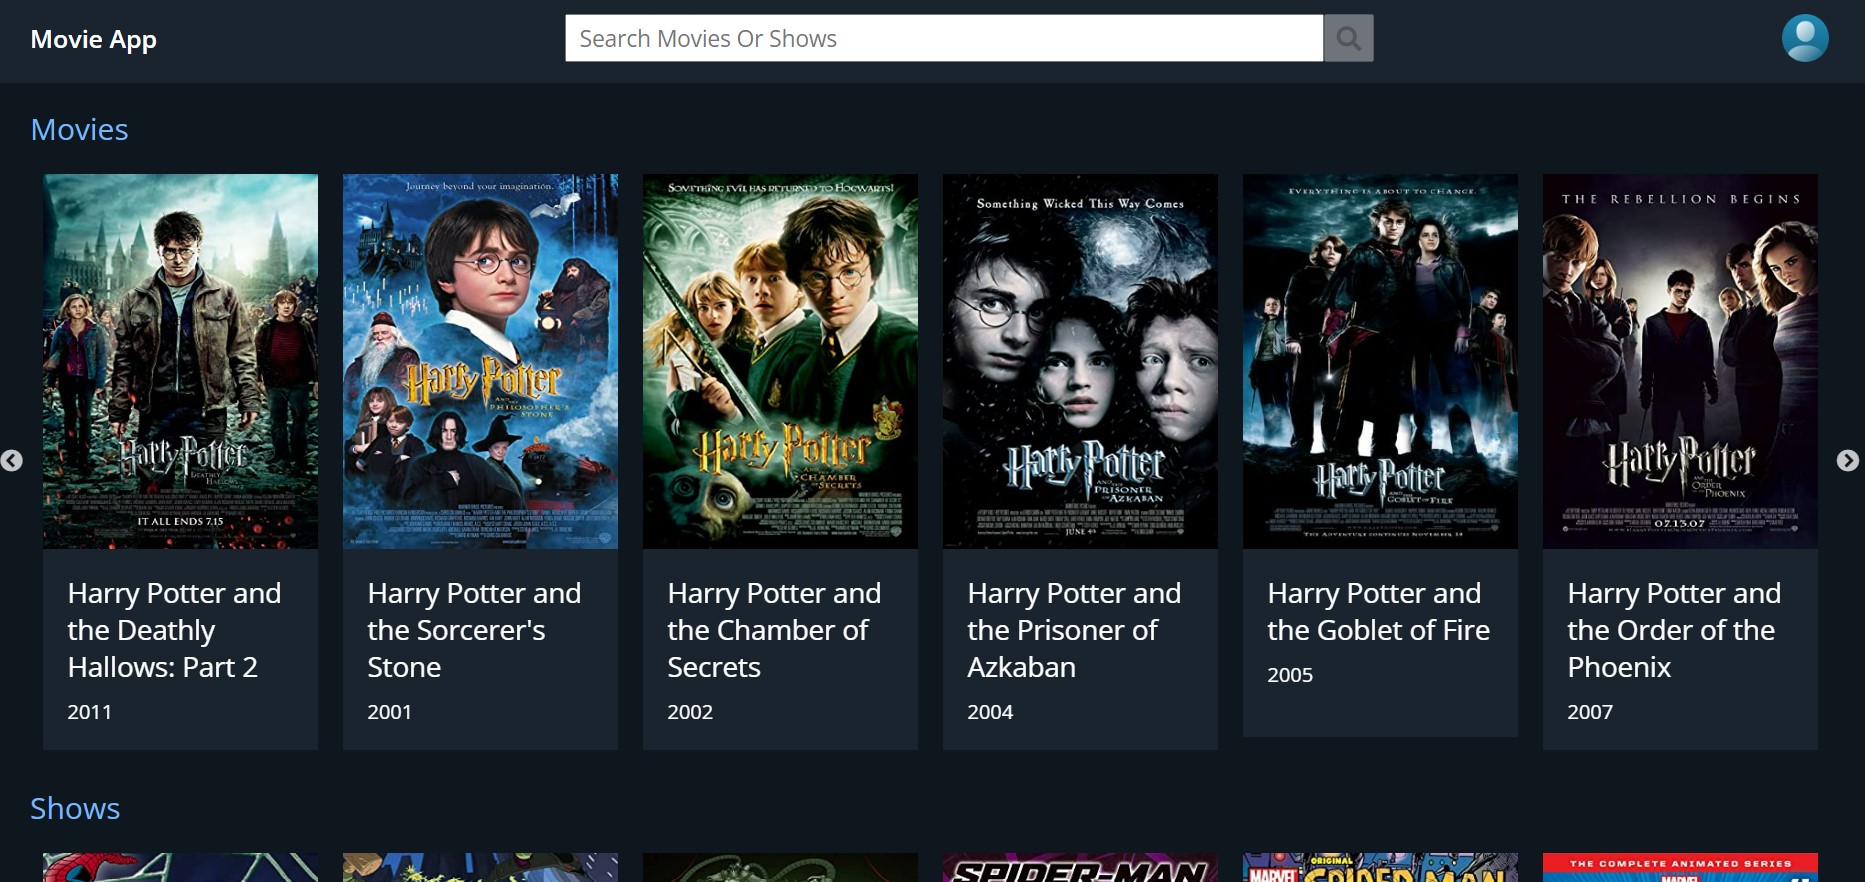 Movie App
Search Movies Or Shows
Movies
IT ALL ENDS 7.15
Harry Potter
DEATHLY
HALLOWS
Journey beyond your imagination.
Harry Potter
AND THE
PHILOSOPHER'S
STONE
SOMETHING EVIL HAS RETURNED TO HOGWARTS!
Harry Potter
AND THE
CHAMBER
OF SECRETS
Something Wicked This Way Comes
Harry Potter
AND THE
PRISONER
OF AZKABAN
JUNE 4
EVERYTHING IS ABOUT TO CHANGE.
Harry Potter
AND THE
GOBLET OF FIRE
THE ADVENTURE CONTINUES NOVEMBER 18
THE REBELLION BEGINS
Harry Potter
AND THE
ORDER
OF THE PHOENIX
07.13.07
Harry Potter and
the Deathly
Hallows: Part 2
2011
Harry Potter and
the Sorcerer's
Stone
2001
Harry Potter and
the Chamber of
Secrets
2002
Harry Potter and
the Prisoner of
Azkaban
2004
Harry Potter and
the Goblet of Fire
2005
Harry Potter and
the Order of the
Phoenix
2007
Shows
SPIDER-MAN
ORIGINAL
MARVEL
SPIDER-MAN
THE COMPLETE ANIMATED SERIES
MARVEL